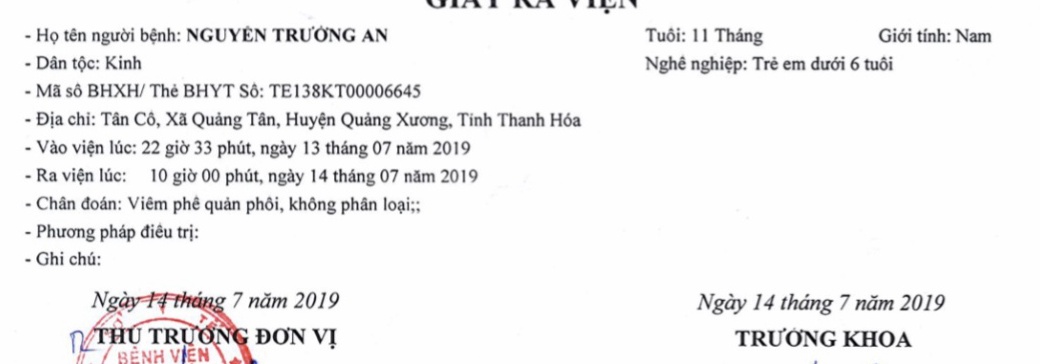 GIẤY RA VIỆN
- Họ tên người bệnh: NGUYỄN TRƯỜNG AN Tuổi: 11 Tháng Giới tính: Nam
- Dân tộc: Kinh Nghề nghiệp: Trẻ em dưới 6 tuổi
- Mã số BHXH/ Thẻ BHYT Số: TE138KT00006645
- Địa chỉ: Tân Cổ, Xã Quảng Tân, Huyện Quảng Xương, Tỉnh Thanh Hóa
- Vào viện lúc: 22 giờ 33 phút, ngày 13 tháng 07 năm 2019
- Ra viện lúc: 10 giờ 00 phút, ngày 14 tháng 07 năm 2019
- Chẩn đoán: Viêm phế quản phổi, không phân loại;;
- Phương pháp điều trị:
- Ghi chú:
Ngày 14 tháng 7 năm 2019 Ngày 14 tháng 7 năm 2019
THỦ TRƯỞNG ĐƠN VỊ TRƯỞNG KHOA
BỆNH VIỆN